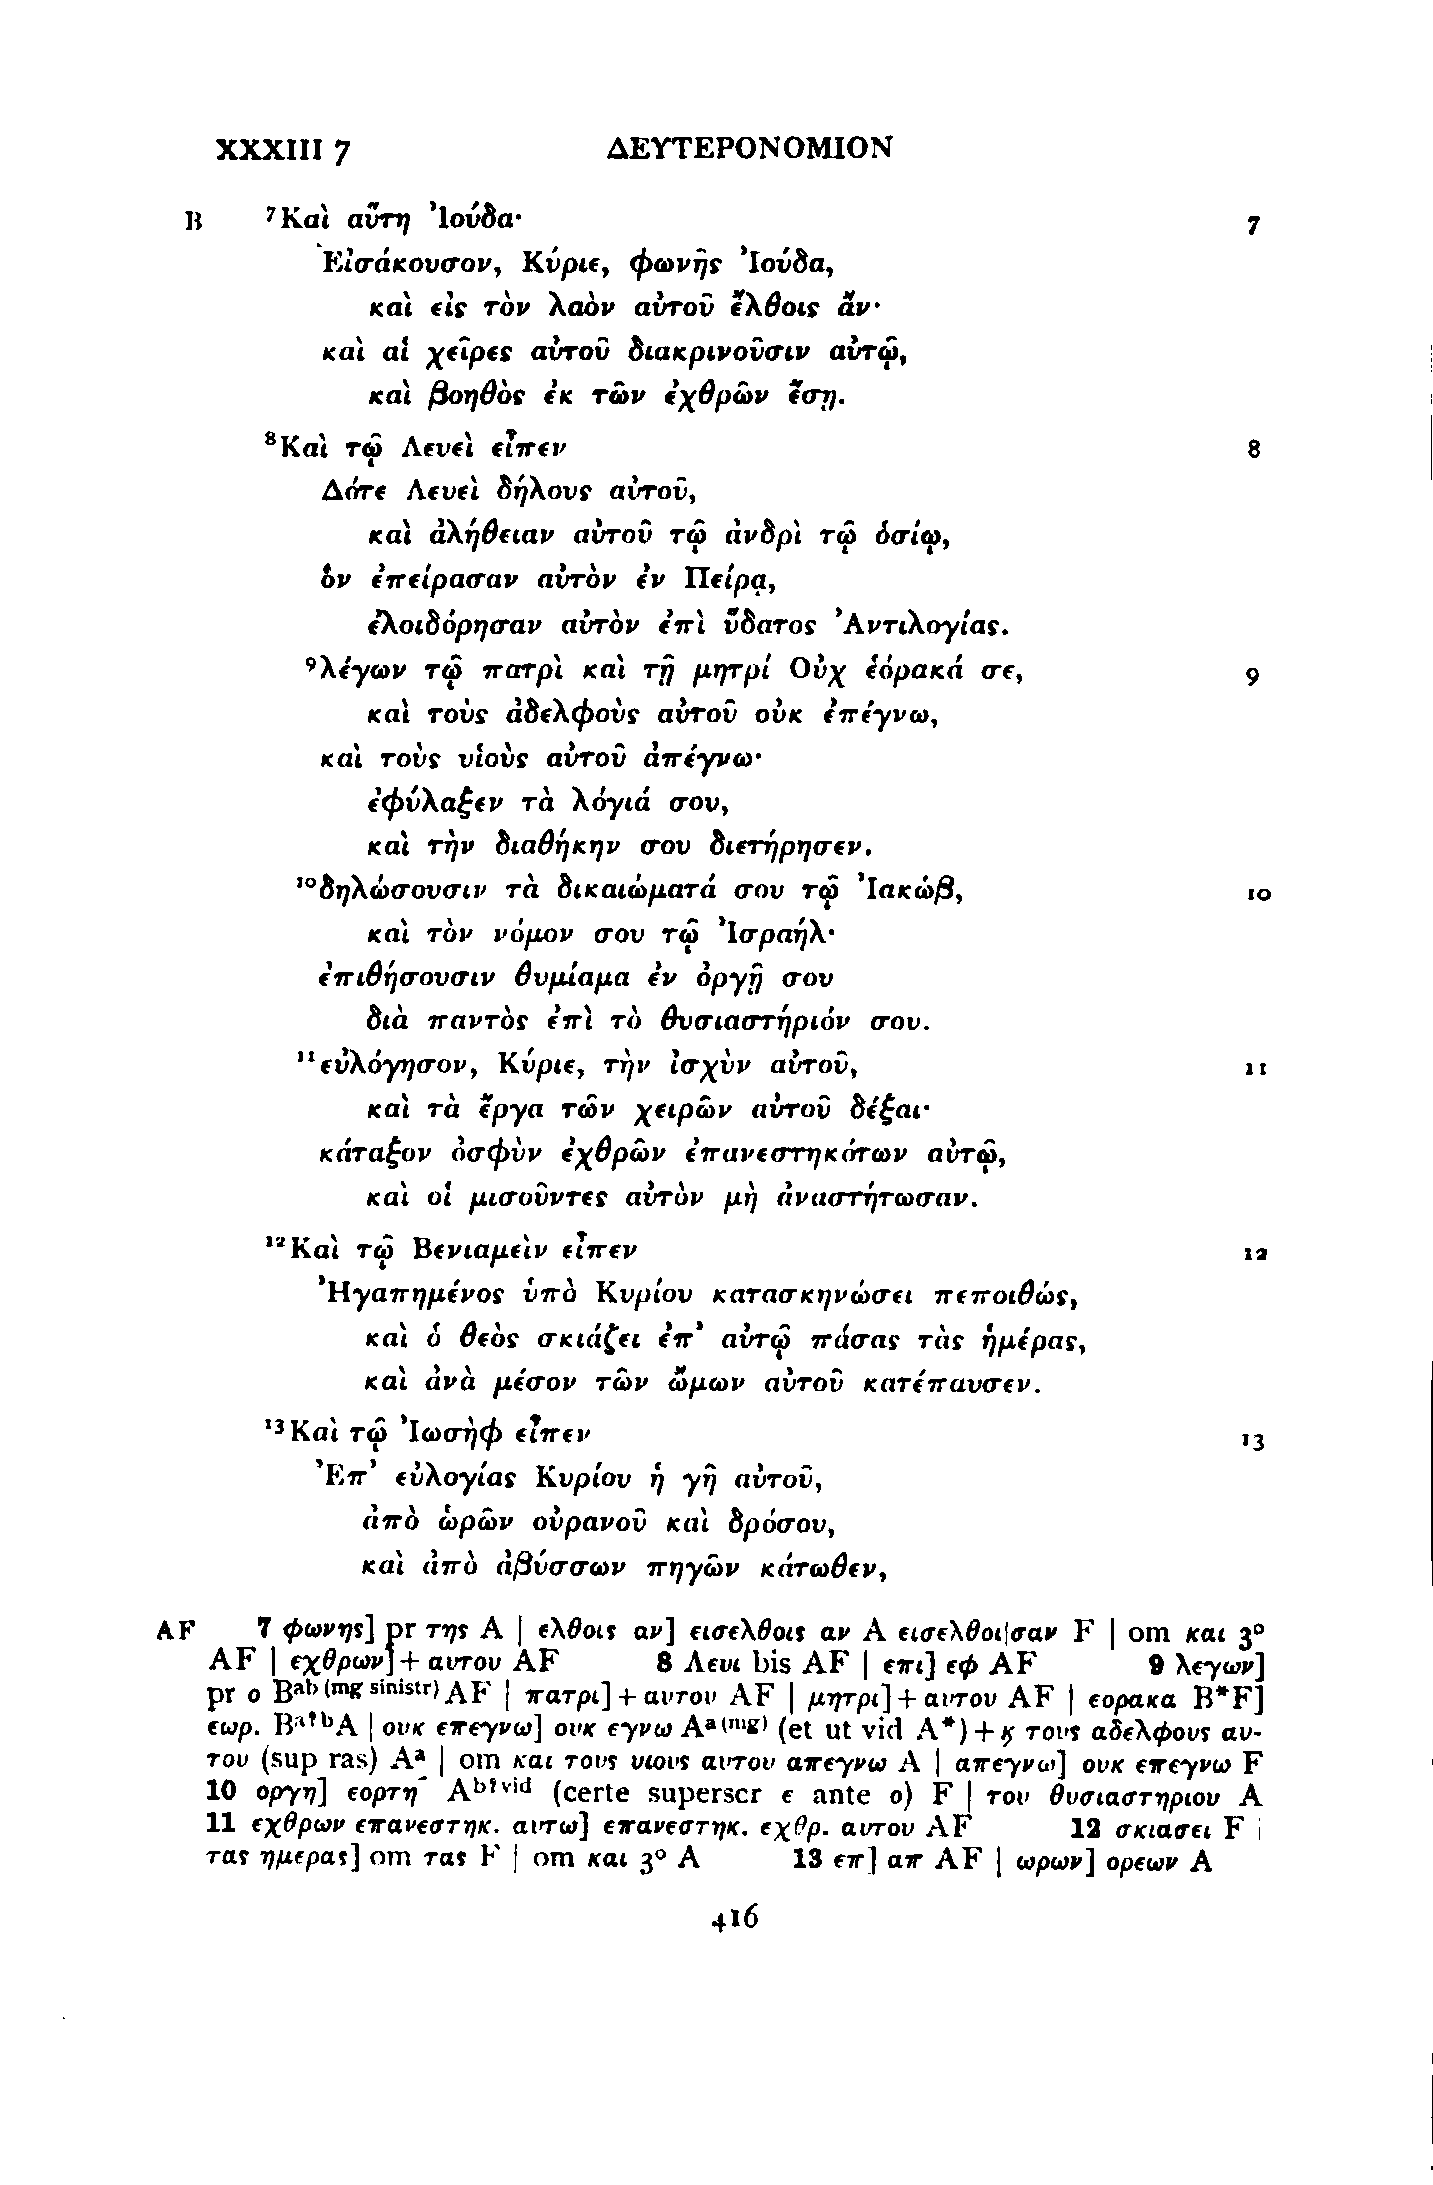 XXXIII 7 ΔΕΥΤΕΡΟΝΟΜΙΟΝ
B ⁷Καὶ αὕτη Ἰούδα· 7
Εἰσάκουσον, Κύριε, φωνῆς Ἰούδα,
καὶ εἰς τὸν λαὸν αὐτοῦ ἔλθοις ἄν·
καὶ αἱ χεῖρες αὐτοῦ διακρινοῦσιν αὐτῷ,
καὶ βοηθὸς ἐκ τῶν ἐχθρῶν ἔσῃ.
⁸Καὶ τῷ Λευεὶ εἶπεν 8
Δότε Λευεὶ δήλους αὐτοῦ,
καὶ ἀλήθειαν αὐτοῦ τῷ ἀνδρὶ τῷ ὁσίῳ,
ὃν ἐπείρασαν αὐτὸν ἐν Πείρᾳ,
ἐλοιδόρησαν αὐτὸν ἐπὶ ὕδατος Ἀντιλογίας.
⁹λέγων τῷ πατρὶ καὶ τῇ μητρί Οὐχ ἑόρακά σε, 9
καὶ τοὺς ἀδελφοὺς αὐτοῦ οὐκ ἐπέγνω,
καὶ τοὺς υἱοὺς αὐτοῦ ἀπέγνω·
ἐφύλαξεν τὰ λόγιά σου,
καὶ τὴν διαθήκην σου διετήρησεν.
¹⁰δηλώσουσιν τὰ δικαιώματά σου τῷ Ἰακώβ, 10
καὶ τὸν νόμον σου τῷ Ἰσραήλ·
ἐπιθήσουσιν θυμίαμα ἐν ὀργῇ σου
διὰ παντὸς ἐπὶ τὸ θυσιαστήριόν σου.
¹¹εὐλόγησον, Κύριε, τὴν ἰσχὺν αὐτοῦ, 11
καὶ τὰ ἔργα τῶν χειρῶν αὐτοῦ δέξαι·
κάταξον ὀσφὺν ἐχθρῶν ἐπανεστηκότων αὐτῷ,
καὶ οἱ μισοῦντες αὐτὸν μὴ ἀναστήτωσαν.
¹²Καὶ τῷ Βενιαμεὶν εἶπεν 12
Ἠγαπημένος ὑπὸ Κυρίου κατασκηνώσει πεποιθώς,
καὶ ὁ θεὸς σκιάζει ἐπ᾽ αὐτῷ πάσας τὰς ἡμέρας,
καὶ ἀνὰ μέσον τῶν ὤμων αὐτοῦ κατέπαυσεν.
¹³Καὶ τῷ Ἰωσὴφ εἶπεν 13
Ἐπ᾽ εὐλογίας Κυρίου ἡ γῆ αὐτοῦ,
ἀπὸ ὡρῶν οὐρανοῦ καὶ δρόσου,
καὶ ἀπὸ ἀβύσσων πηγῶν κάτωθεν,
AF 7 φωνης] pr της A | ελθοις αν] εισελθοις αν A εισελθοι|σαν F | om και 3°
AF | εχθρων]+αυτου AF 8 Λευι bis AF | επι] εφ AF 9 λεγων]
pr ο Bᵃᵇ⁽ᵐᵍ ˢⁱⁿⁱˢᵗʳ⁾AF | πατρι]+αυτου AF | μητρι]+αυτου AF | εορακα B*F]
εωρ. Bᵃ?ᵇA | ουκ επεγνω] ουκ εγνω Aᵃ⁽ᵐᵍ⁾ (et ut vid A*)+ϗ τους αδελφους αυ-
του (sup ras) Aᵃ | om και τους υιους αυτου απεγνω A | απεγνω] ουκ επεγνω F
10 οργη] εορτη¯ Aᵇ?ᵛⁱᵈ (certe superscr ε ante ο) F | του θυσιαστηριου A
11 εχθρων επανεστηκ. αυτω] επανεστηκ. εχθρ. αυτου AF 12 σκιασει F |
τας ημερας] om τας F | om και 3° A 13 επ] απ AF | ωρων] ορεων A
416